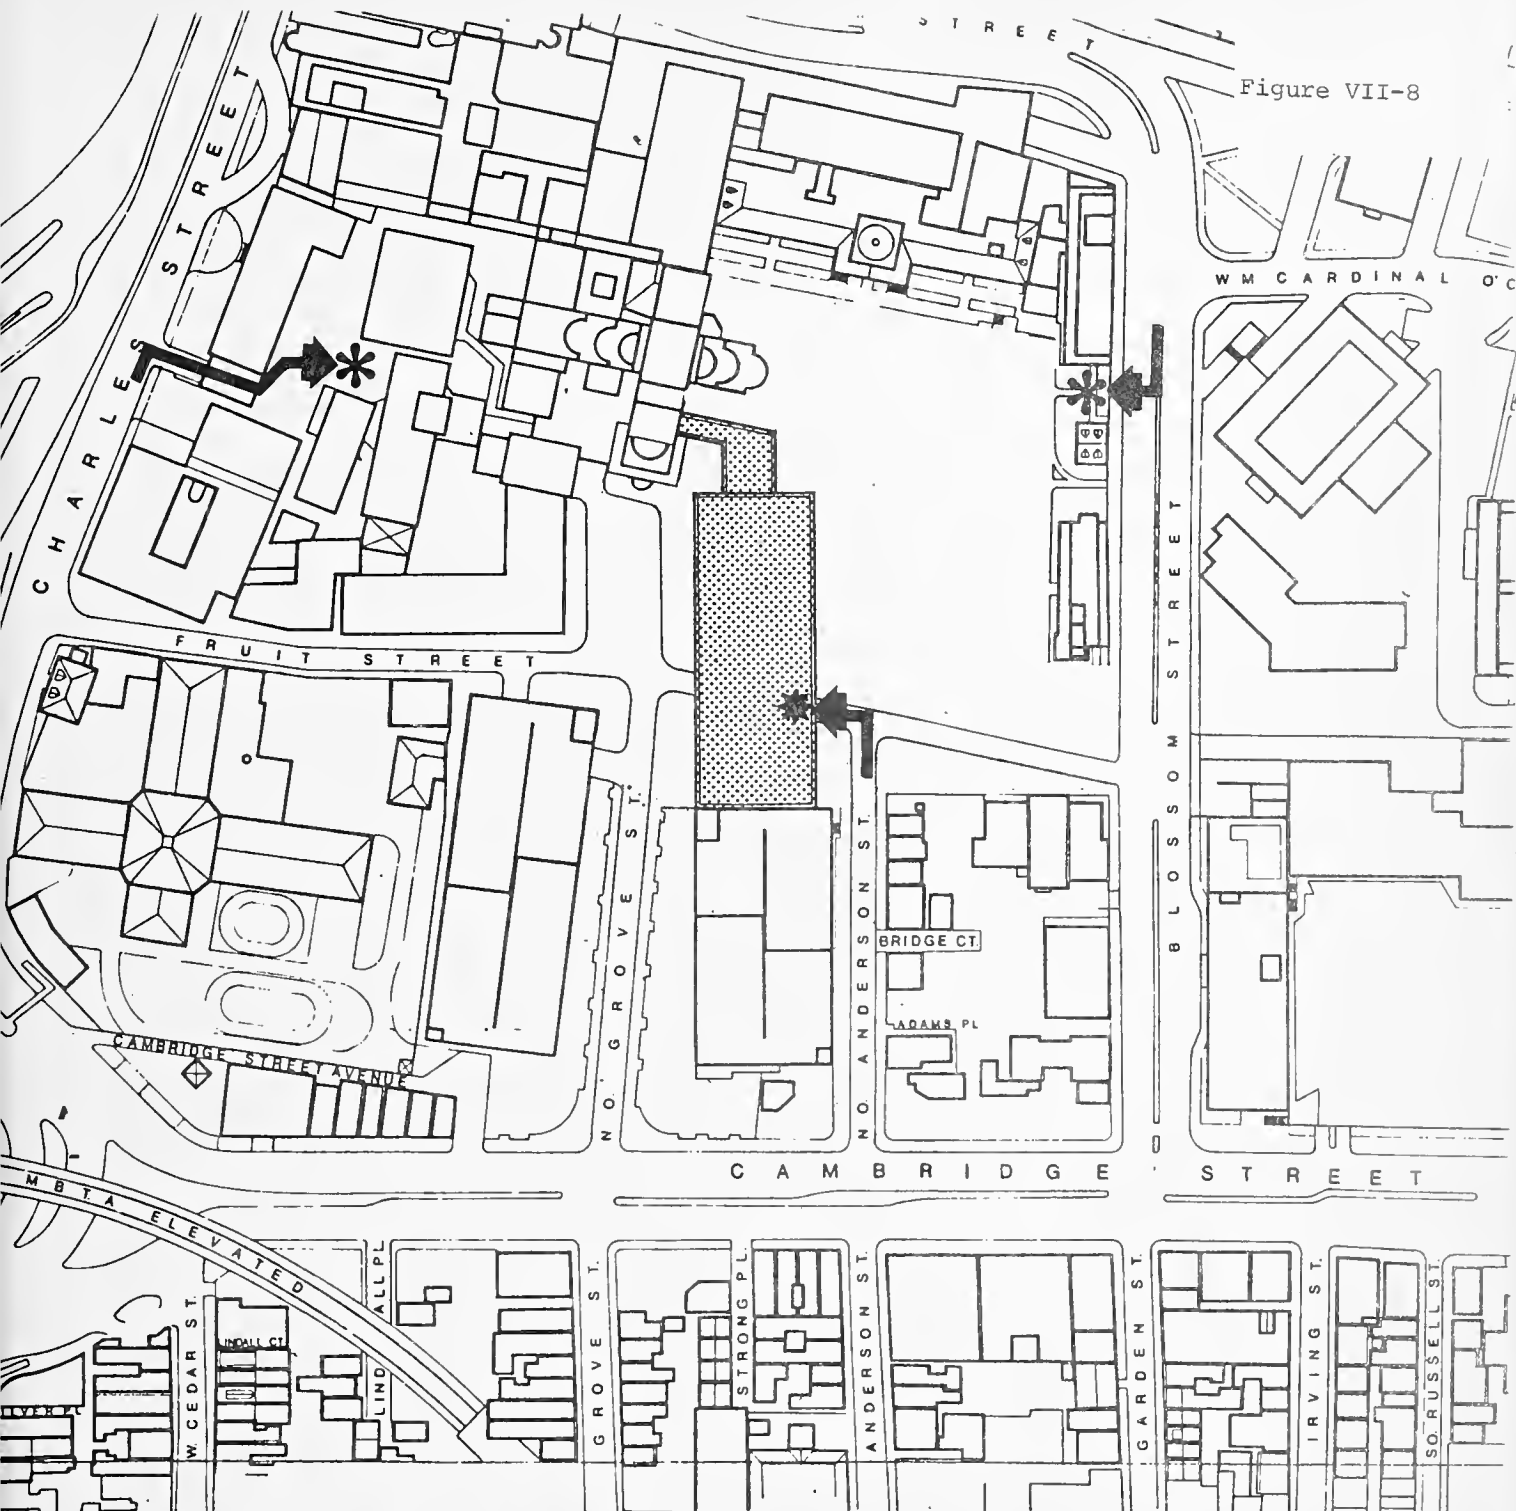 STREET
Figure VII-8
CHARLES STREET
WM CARDINAL O'C
FRUIT STREET
BLOSSOM STREET
NO. GROVE ST.
NO. ANDERSON ST.
BRIDGE CT.
ADAMS PL
CAMBRIDGE STREET AVENUE
CAMBRIDGE STREET
MBTA ELEVATED
W. CEDAR ST.
LINDALL CT
LINDALL PL
GROVE ST.
STRONG PL.
ANDERSON ST.
GARDEN ST.
IRVING ST.
SO. RUSSELL ST.